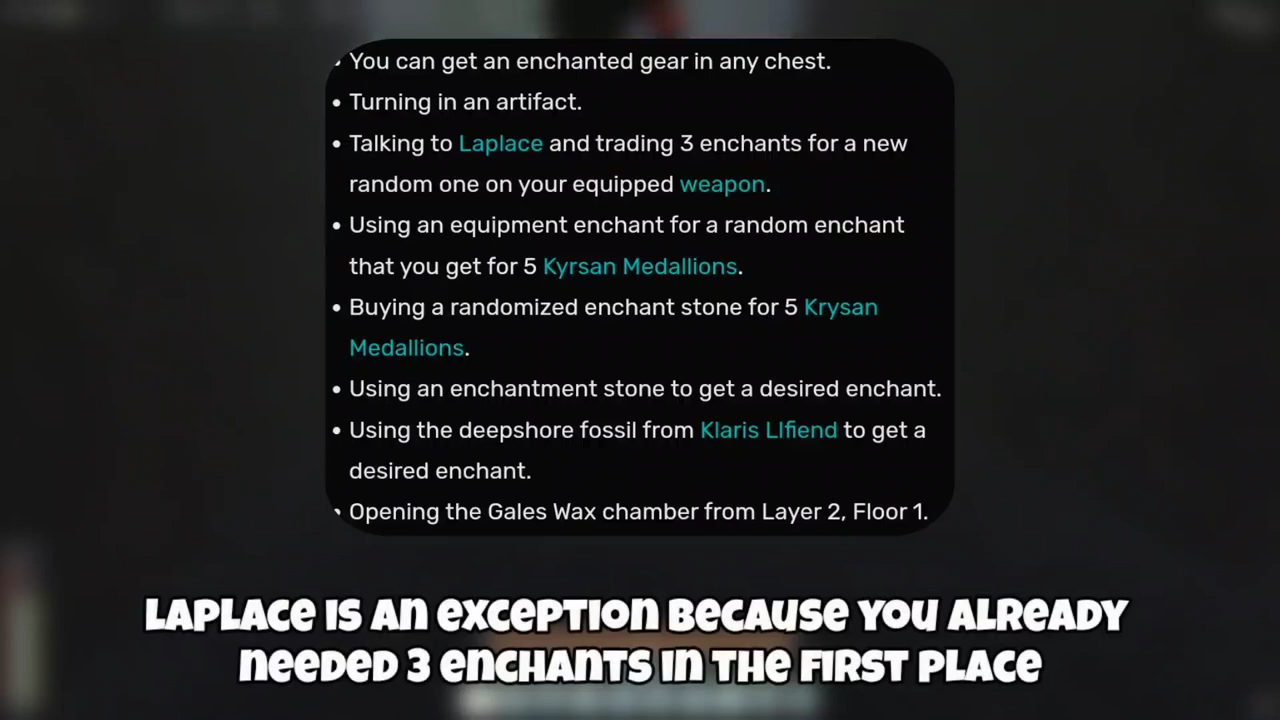 • You can get an enchanted gear in any chest.
• Turning in an artifact.
• Talking to Laplace and trading 3 enchants for a new
random one on your equipped weapon.
• Using an equipment enchant for a random enchant
that you get for 5 Kyrsan Medallions.
• Buying a randomized enchant stone for 5 Krysan
Medallions.
• Using an enchantment stone to get a desired enchant.
• Using the deepshore fossil from Klaris Llfiend to get a
desired enchant.
• Opening the Gales Wax chamber from Layer 2, Floor 1.
LAPLACE IS AN EXCEPTION BECAUSE YOU ALREADY
NEEDED 3 ENCHANTS IN THE FIRST PLACE